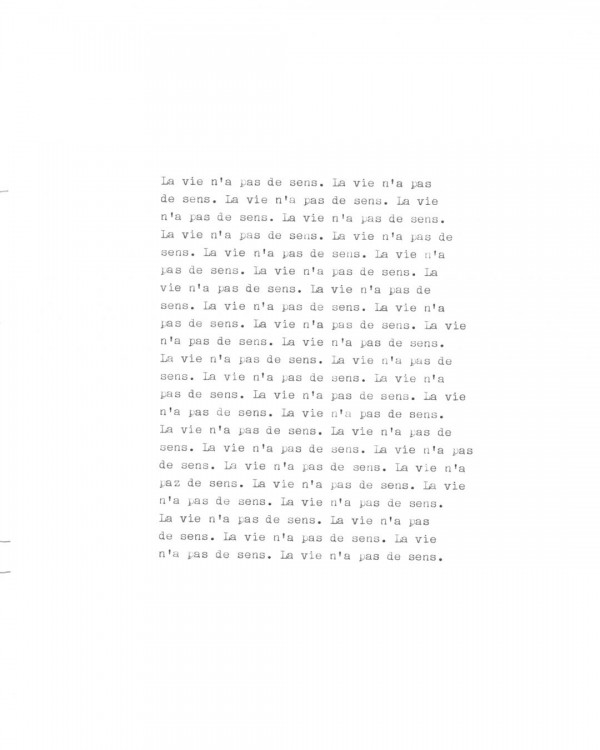 La vie n'a pas de sens. La vie n'a pas
de sens. La vie n'a pas de sens. La vie
n'a pas de sens. La vie n'a pas de sens.
La vie n'a pas de sens. La vie n'a pas de
sens. La vie n'a pas de sens. La vie n'a
pas de sens. La vie n'a pas de sens. La
vie n'a pas de sens. La vie n'a pas de
sens. La vie n'a pas de sens. La vie n'a
pas de sens. La vie n'a pas de sens. La vie
n'a pas de sens. La vie n'a pas de sens.
La vie n'a pas de sens. La vie n'a pas de
sens. La vie n'a pas de sens. La vie n'a
pas de sens. La vie n'a pas de sens. La vie
n'a pas de sens. La vie n'a pas de sens.
La vie n'a pas de sens. La vie n'a pas de
sens. La vie n'a pas de sens. La vie n'a pas
de sens. La vie n'a pas de sens. La vie n'a
paz de sens. La vie n'a pas de sens. La vie
n'a pas de sens. La vie n'a pas de sens.
La vie n'a pas de sens. La vie n'a pas
de sens. La vie n'a pas de sens. La vie
n'a pas de sens. La vie n'a pas de sens.